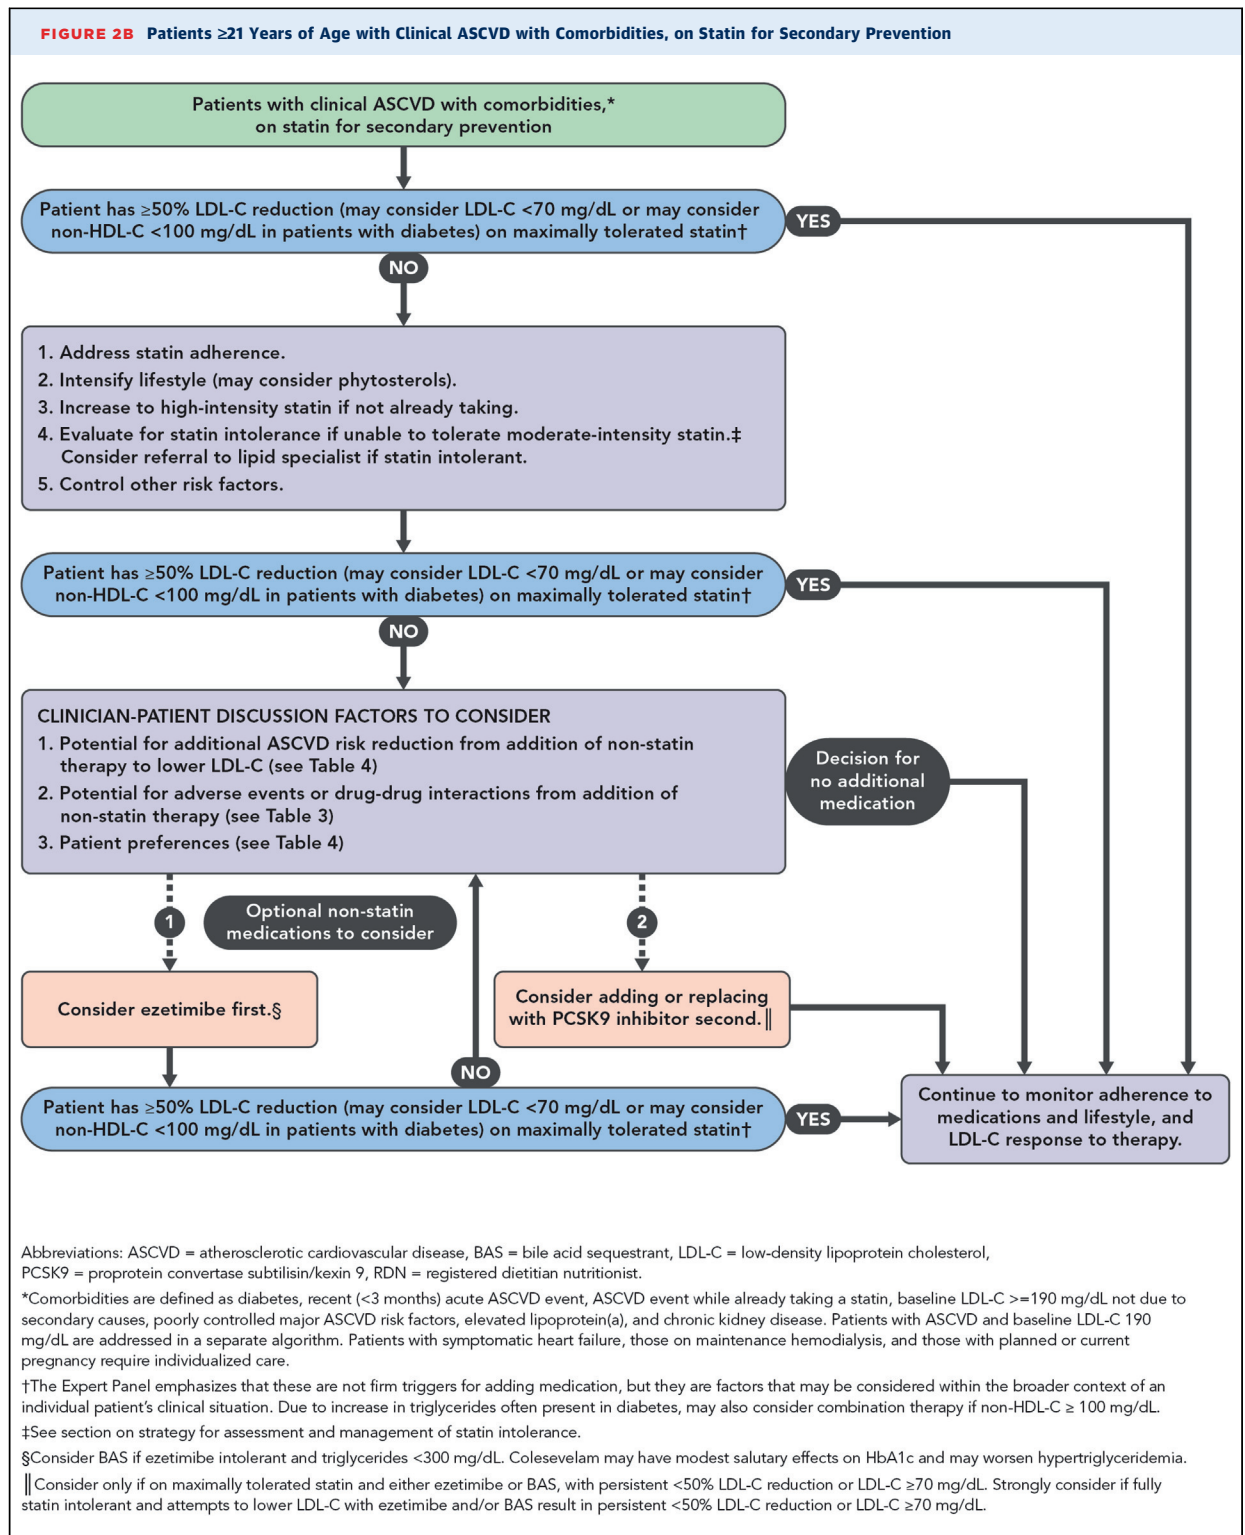 FIGURE 2B Patients ≥21 Years of Age with Clinical ASCVD with Comorbidities, on Statin for Secondary Prevention
Patients with clinical ASCVD with comorbidities,*
on statin for secondary prevention
Patient has ≥50% LDL-C reduction (may consider LDL-C <70 mg/dL or may consider
non-HDL-C <100 mg/dL in patients with diabetes) on maximally tolerated statin†
YES
NO
1. Address statin adherence.
2. Intensify lifestyle (may consider phytosterols).
3. Increase to high-intensity statin if not already taking.
4. Evaluate for statin intolerance if unable to tolerate moderate-intensity statin.‡
Consider referral to lipid specialist if statin intolerant.
5. Control other risk factors.
Patient has ≥50% LDL-C reduction (may consider LDL-C <70 mg/dL or may consider
non-HDL-C <100 mg/dL in patients with diabetes) on maximally tolerated statin†
YES
NO
CLINICIAN-PATIENT DISCUSSION FACTORS TO CONSIDER
1. Potential for additional ASCVD risk reduction from addition of non-statin
therapy to lower LDL-C (see Table 4)
2. Potential for adverse events or drug-drug interactions from addition of
non-statin therapy (see Table 3)
3. Patient preferences (see Table 4)
Decision for
no additional
medication
1
Optional non-statin
medications to consider
2
Consider ezetimibe first.§
Consider adding or replacing
with PCSK9 inhibitor second.‖
NO
Patient has ≥50% LDL-C reduction (may consider LDL-C <70 mg/dL or may consider
non-HDL-C <100 mg/dL in patients with diabetes) on maximally tolerated statin†
YES
Continue to monitor adherence to
medications and lifestyle, and
LDL-C response to therapy.
Abbreviations: ASCVD = atherosclerotic cardiovascular disease, BAS = bile acid sequestrant, LDL-C = low-density lipoprotein cholesterol,
PCSK9 = proprotein convertase subtilisin/kexin 9, RDN = registered dietitian nutritionist.
*Comorbidities are defined as diabetes, recent (<3 months) acute ASCVD event, ASCVD event while already taking a statin, baseline LDL-C >=190 mg/dL not due to
secondary causes, poorly controlled major ASCVD risk factors, elevated lipoprotein(a), and chronic kidney disease. Patients with ASCVD and baseline LDL-C 190
mg/dL are addressed in a separate algorithm. Patients with symptomatic heart failure, those on maintenance hemodialysis, and those with planned or current
pregnancy require individualized care.
†The Expert Panel emphasizes that these are not firm triggers for adding medication, but they are factors that may be considered within the broader context of an
individual patient's clinical situation. Due to increase in triglycerides often present in diabetes, may also consider combination therapy if non-HDL-C ≥ 100 mg/dL.
‡See section on strategy for assessment and management of statin intolerance.
§Consider BAS if ezetimibe intolerant and triglycerides <300 mg/dL. Colesevelam may have modest salutary effects on HbA1c and may worsen hypertriglyceridemia.
‖Consider only if on maximally tolerated statin and either ezetimibe or BAS, with persistent <50% LDL-C reduction or LDL-C ≥70 mg/dL. Strongly consider if fully
statin intolerant and attempts to lower LDL-C with ezetimibe and/or BAS result in persistent <50% LDL-C reduction or LDL-C ≥70 mg/dL.